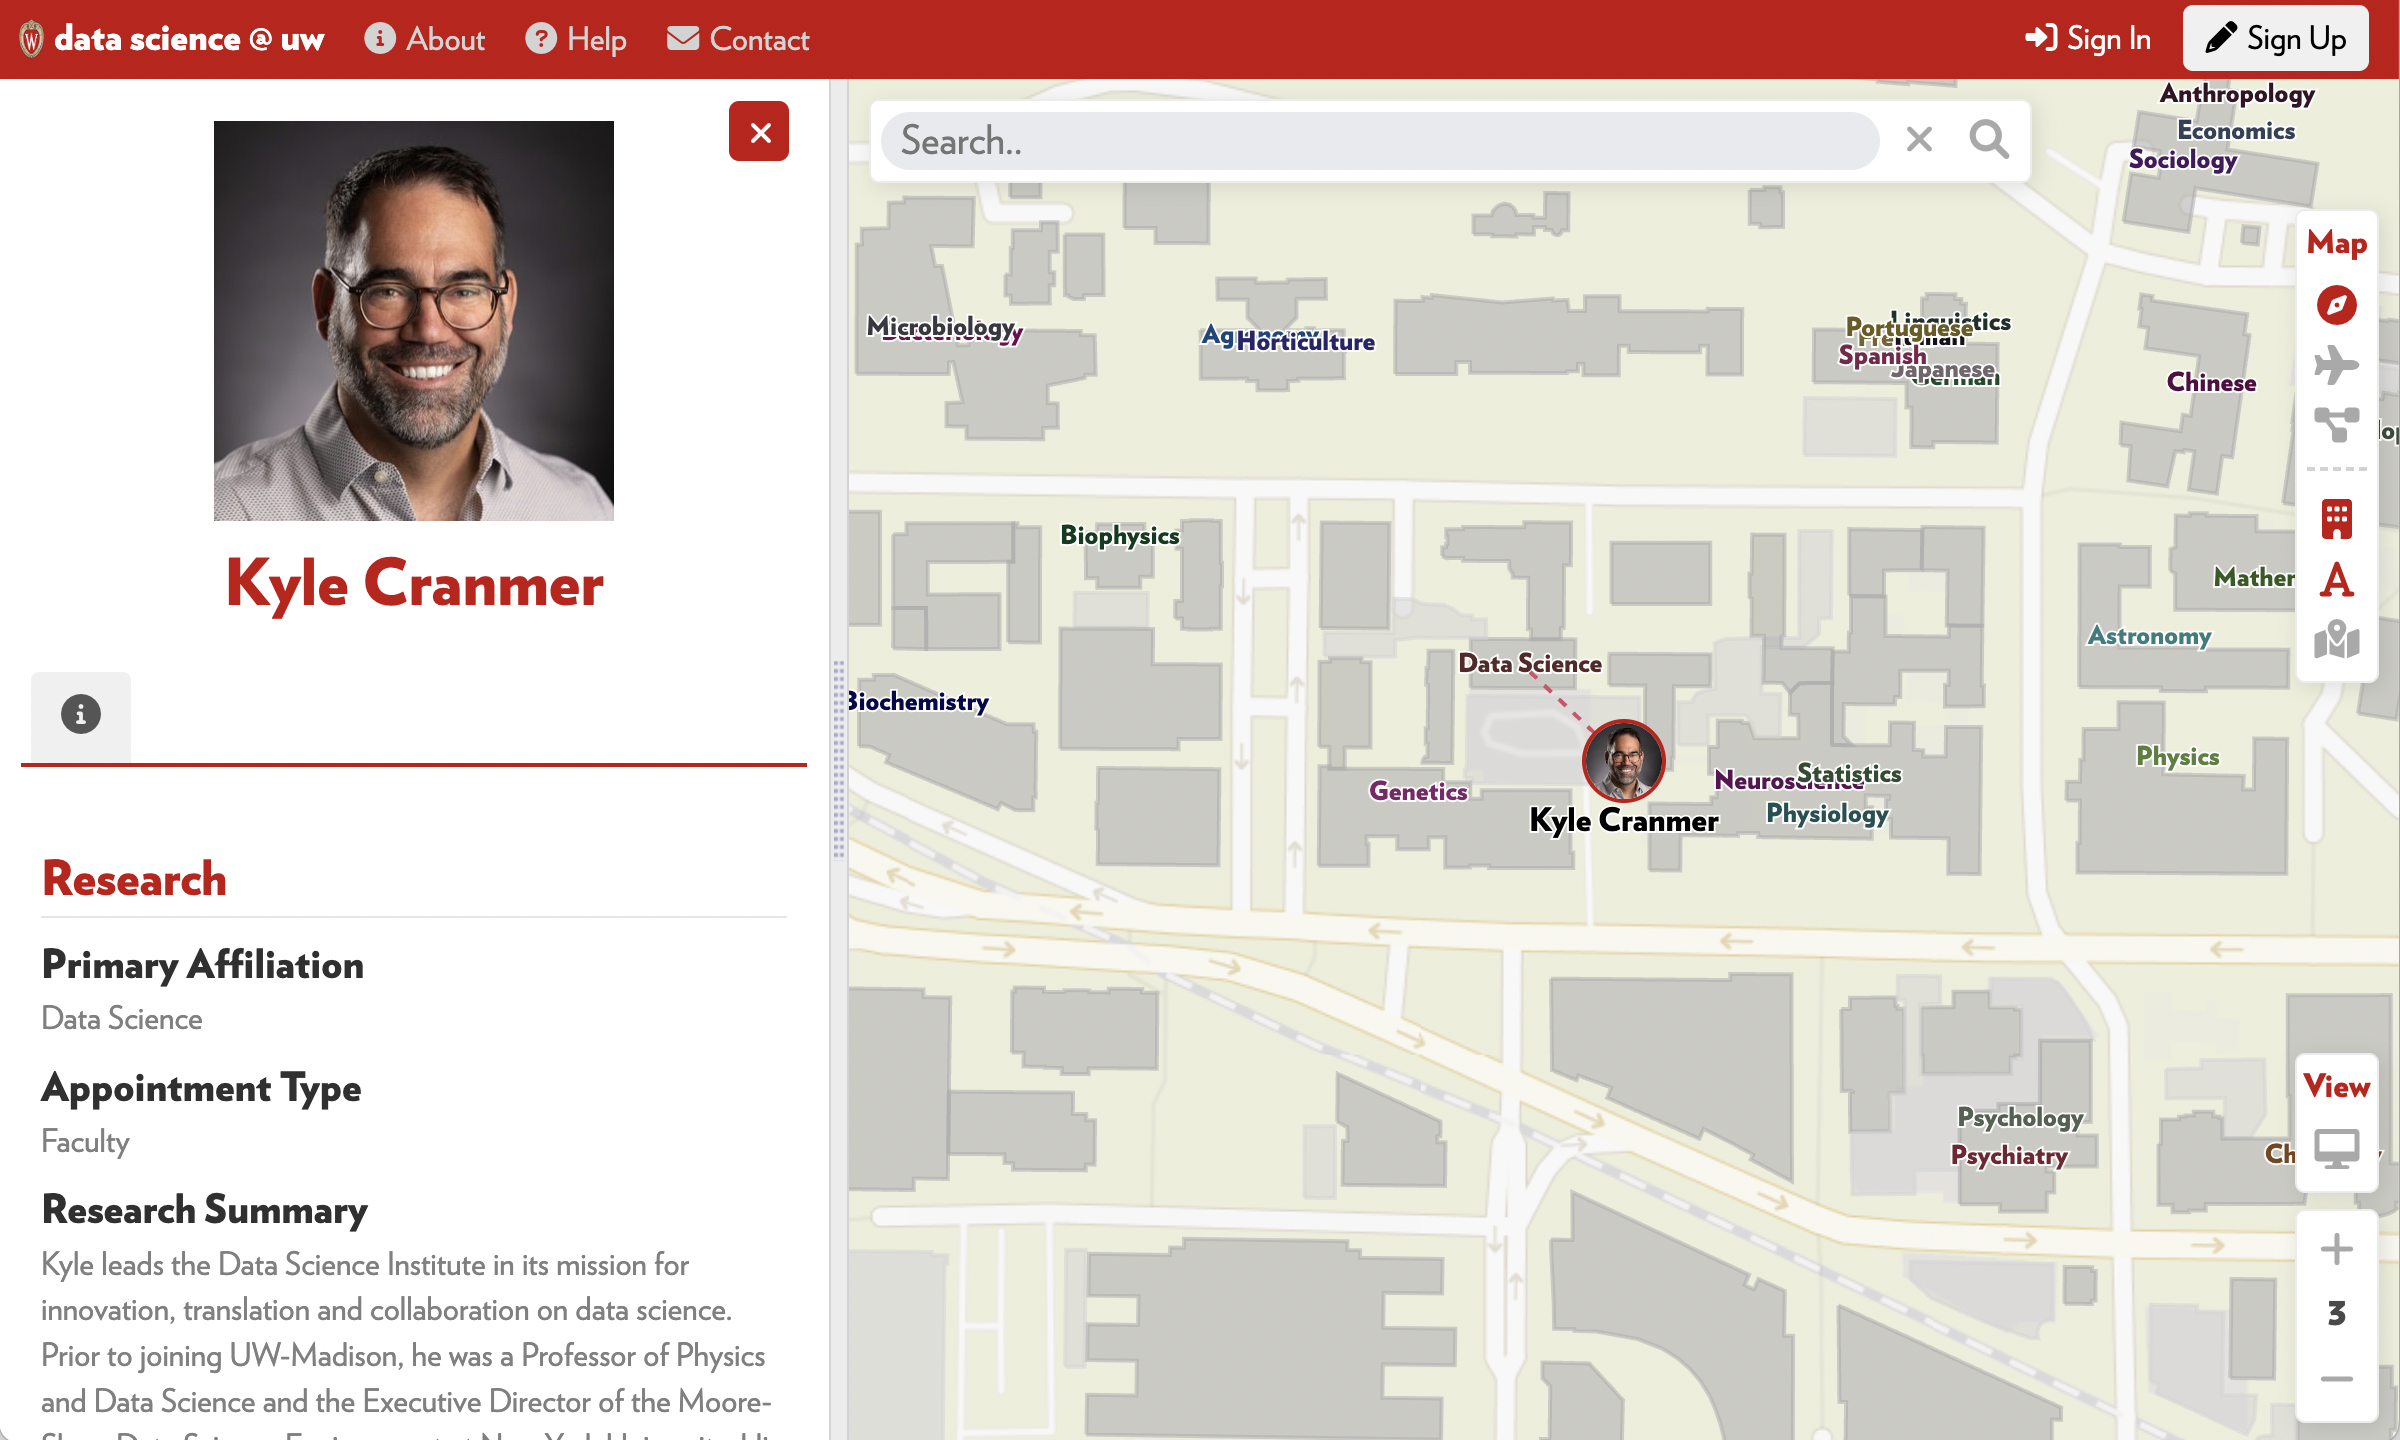 data science @ uw
About
Help
Contact
Sign In
Sign Up
Kyle Cranmer
Research
Primary Affiliation
Data Science
Appointment Type
Faculty
Research Summary
Kyle leads the Data Science Institute in its mission for
innovation, translation and collaboration on data science.
Prior to joining UW-Madison, he was a Professor of Physics
and Data Science and the Executive Director of the Moore-
Search..
Anthropology
Economics
Sociology
Map
Microbiology
Horticulture
Linguistics
Portuguese
Spanish
Japanese
German
Chinese
Biophysics
Mather
Astronomy
Data Science
Biochemistry
Physics
Genetics
Neuroscience
Statistics
Physiology
Kyle Cranmer
Psychology
Psychiatry
Ch
View
3